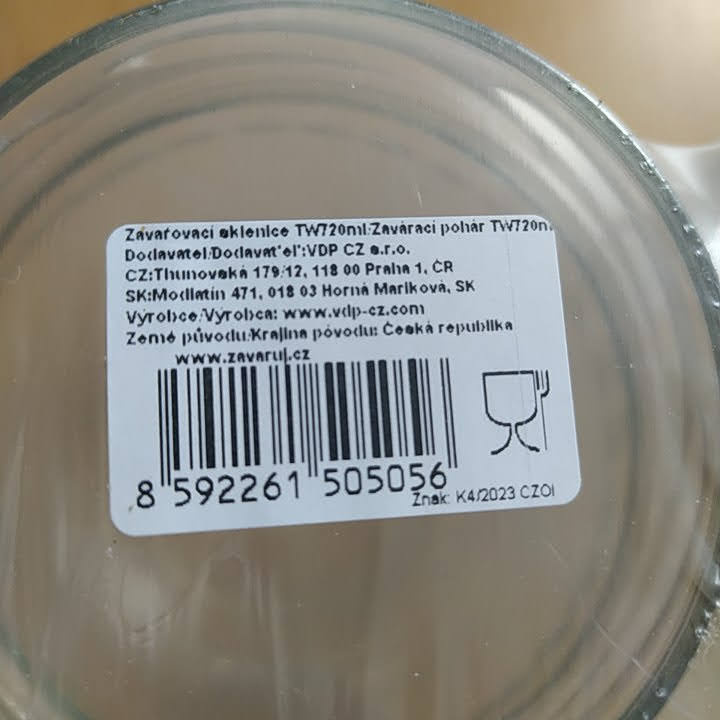 Zavařovací sklenice TW720ml/Zavárací pohár TW720m
Dodavatel/Dodávateľ:VDP CZ s.r.o.
CZ:Thunovská 179/12, 118 00 Praha 1, ČR
SK:Modlatín 471, 018 03 Horná Mariková, SK
Výrobce/Výrobca: www.vdp-cz.com
Země původu/Krajina pôvodu: Česká republika
www.zavaruj.cz
8 592261 505056
Znak: K4/2023 CZOI